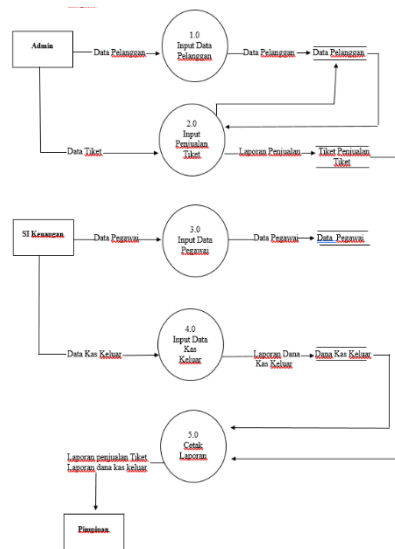 1.0
Input Data
Pelanggan
Admin
Data Pelanggan
Data Pelanggan
Data Pelanggan
2.0
Input
Penjualan
Tiket
Data Tiket
Laporan Penjualan
Tiket Penjualan
Tiket
3.0
Input Data
Pegawai
SI Keuangan
Data Pegawai
Data Pegawai
Data Pegawai
4.0
Input Data
Kas
Keluar
Data Kas Keluar
Laporan Dana
Kas Keluar
Dana Kas Keluar
5.0
Cetak
Laporan
Laporan penjualan Tiket
Laporan dana kas keluar
Pimpinan